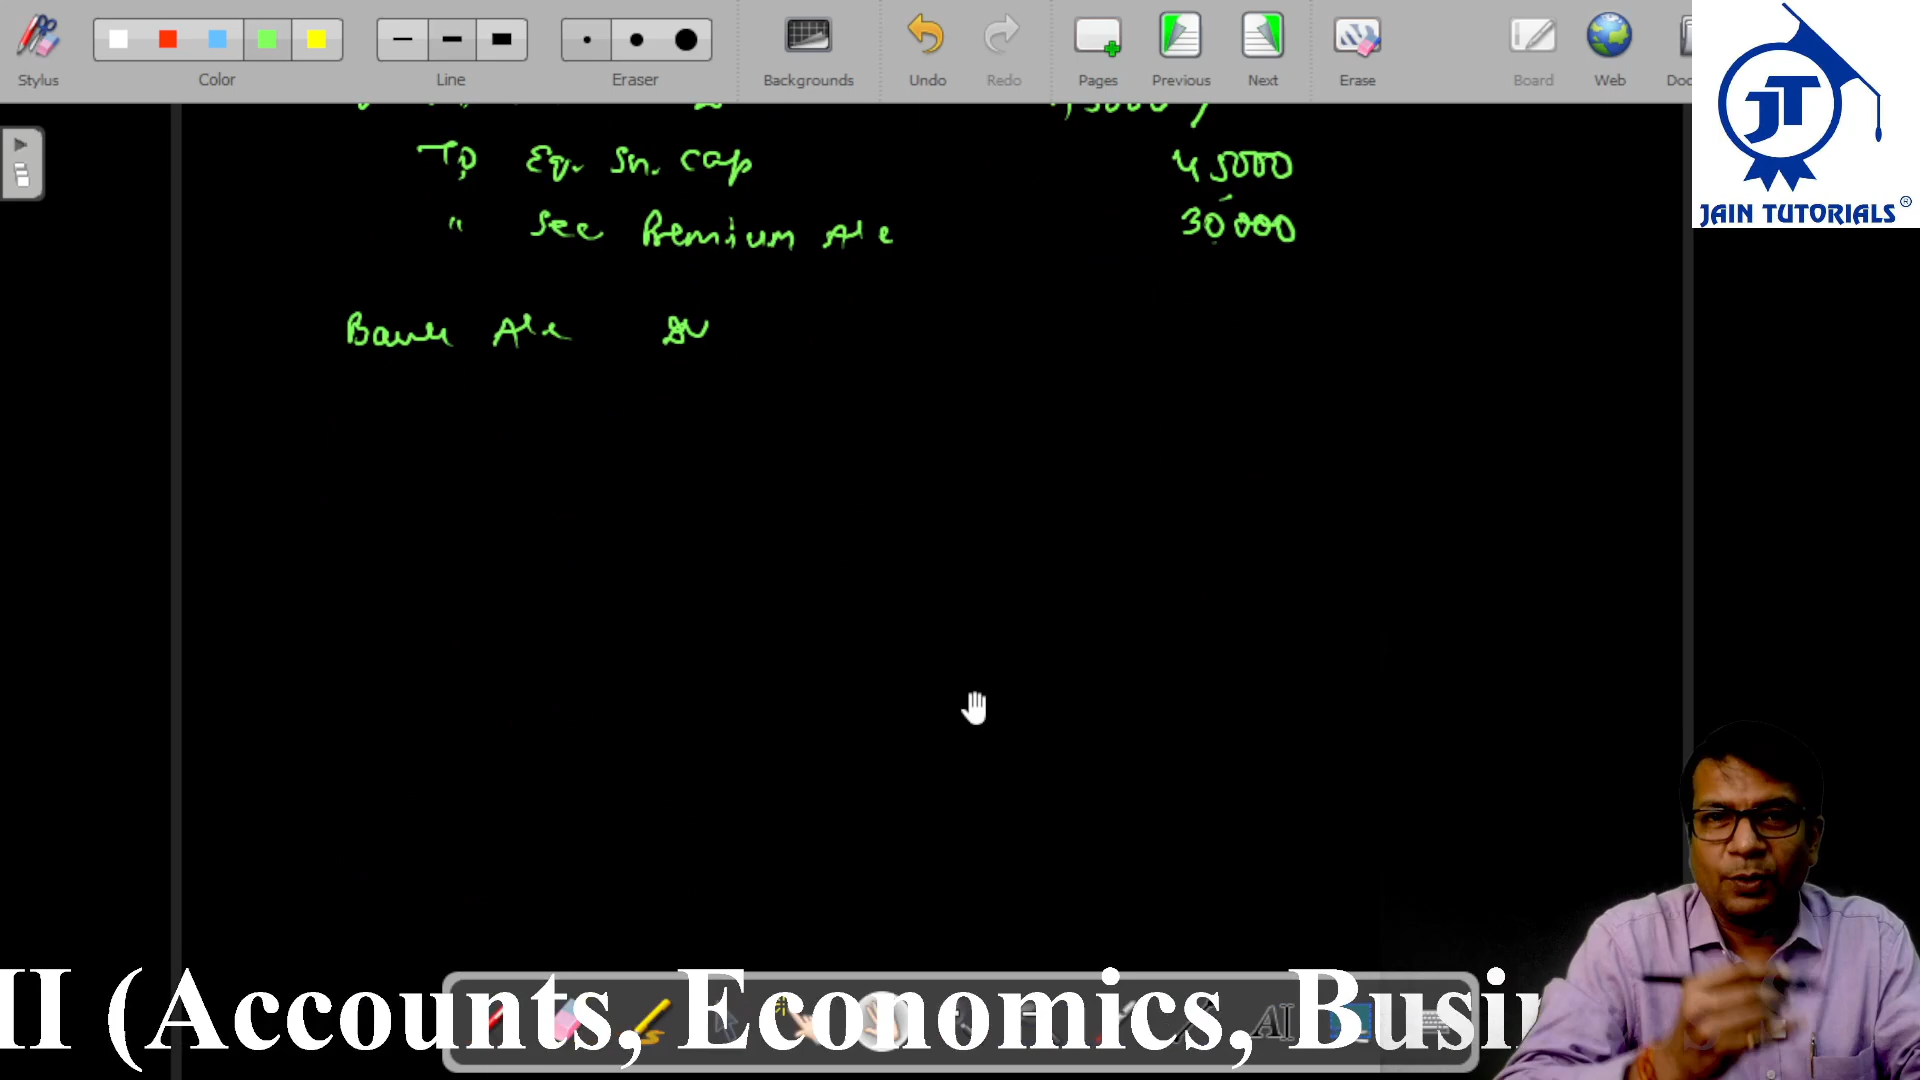 Stylus Color Line Eraser Backgrounds Undo Redo Pages Previous Next Erase Board Web
JT
JAIN TUTORIALS®
To Eq. Sh. Cap 45000
" Sec Premium A/c 30000
Bank A/c Dr
II (Accounts, Economics, Busin